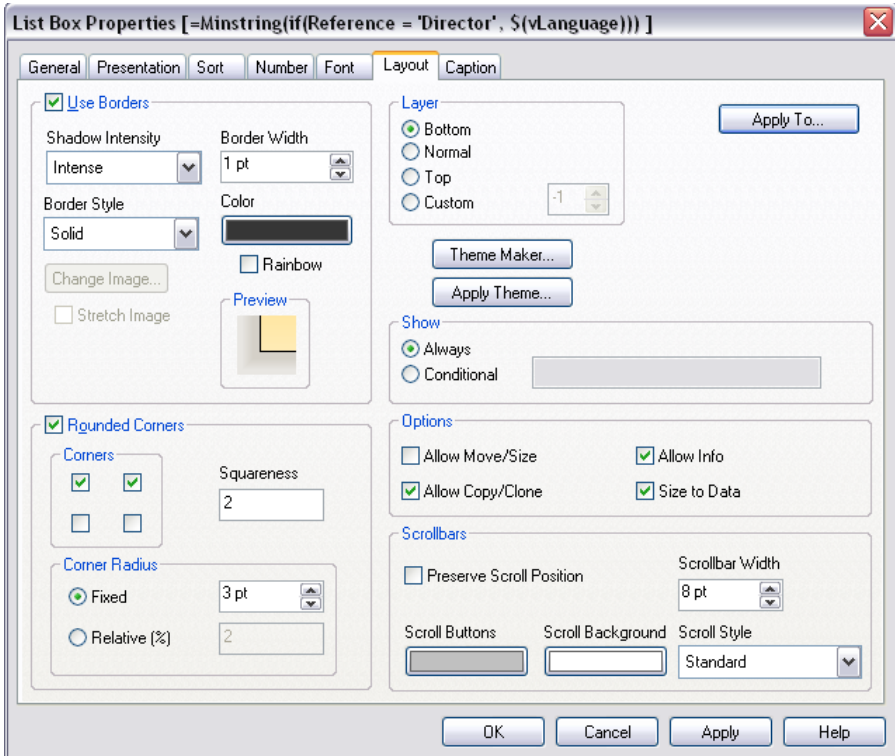 List Box Properties [=Minstring(if(Reference = 'Director', $(vLanguage))) ]
General Presentation Sort Number Font Layout Caption
Use Borders
Shadow Intensity
Intense
Border Width
1 pt
Border Style
Solid
Color
Rainbow
Change Image...
Stretch Image
Preview
Layer
Bottom
Normal
Top
Custom
-1
Apply To...
Theme Maker...
Apply Theme...
Show
Always
Conditional
Rounded Corners
Corners
Squareness
2
Corner Radius
Fixed
3 pt
Relative (%)
2
Options
Allow Move/Size
Allow Info
Allow Copy/Clone
Size to Data
Scrollbars
Preserve Scroll Position
Scrollbar Width
8 pt
Scroll Buttons
Scroll Background
Scroll Style
Standard
OK Cancel Apply Help